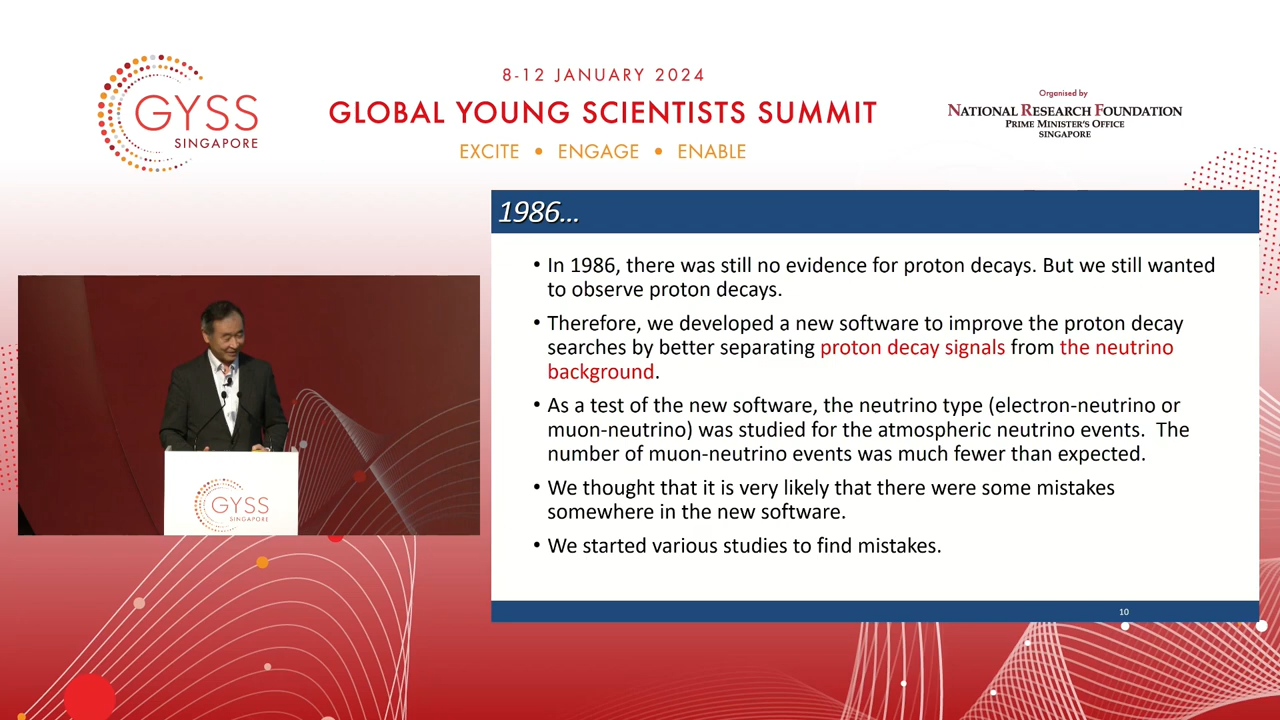 GYSS
SINGAPORE
8-12 JANUARY 2024
GLOBAL YOUNG SCIENTISTS SUMMIT
EXCITE • ENGAGE • ENABLE
Organised by
NATIONAL RESEARCH FOUNDATION
PRIME MINISTER'S OFFICE
SINGAPORE
1986...
• In 1986, there was still no evidence for proton decays. But we still wanted
to observe proton decays.
• Therefore, we developed a new software to improve the proton decay
searches by better separating proton decay signals from the neutrino
background.
• As a test of the new software, the neutrino type (electron-neutrino or
muon-neutrino) was studied for the atmospheric neutrino events.  The
number of muon-neutrino events was much fewer than expected.
• We thought that it is very likely that there were some mistakes
somewhere in the new software.
• We started various studies to find mistakes.
10
GYSS
SINGAPORE